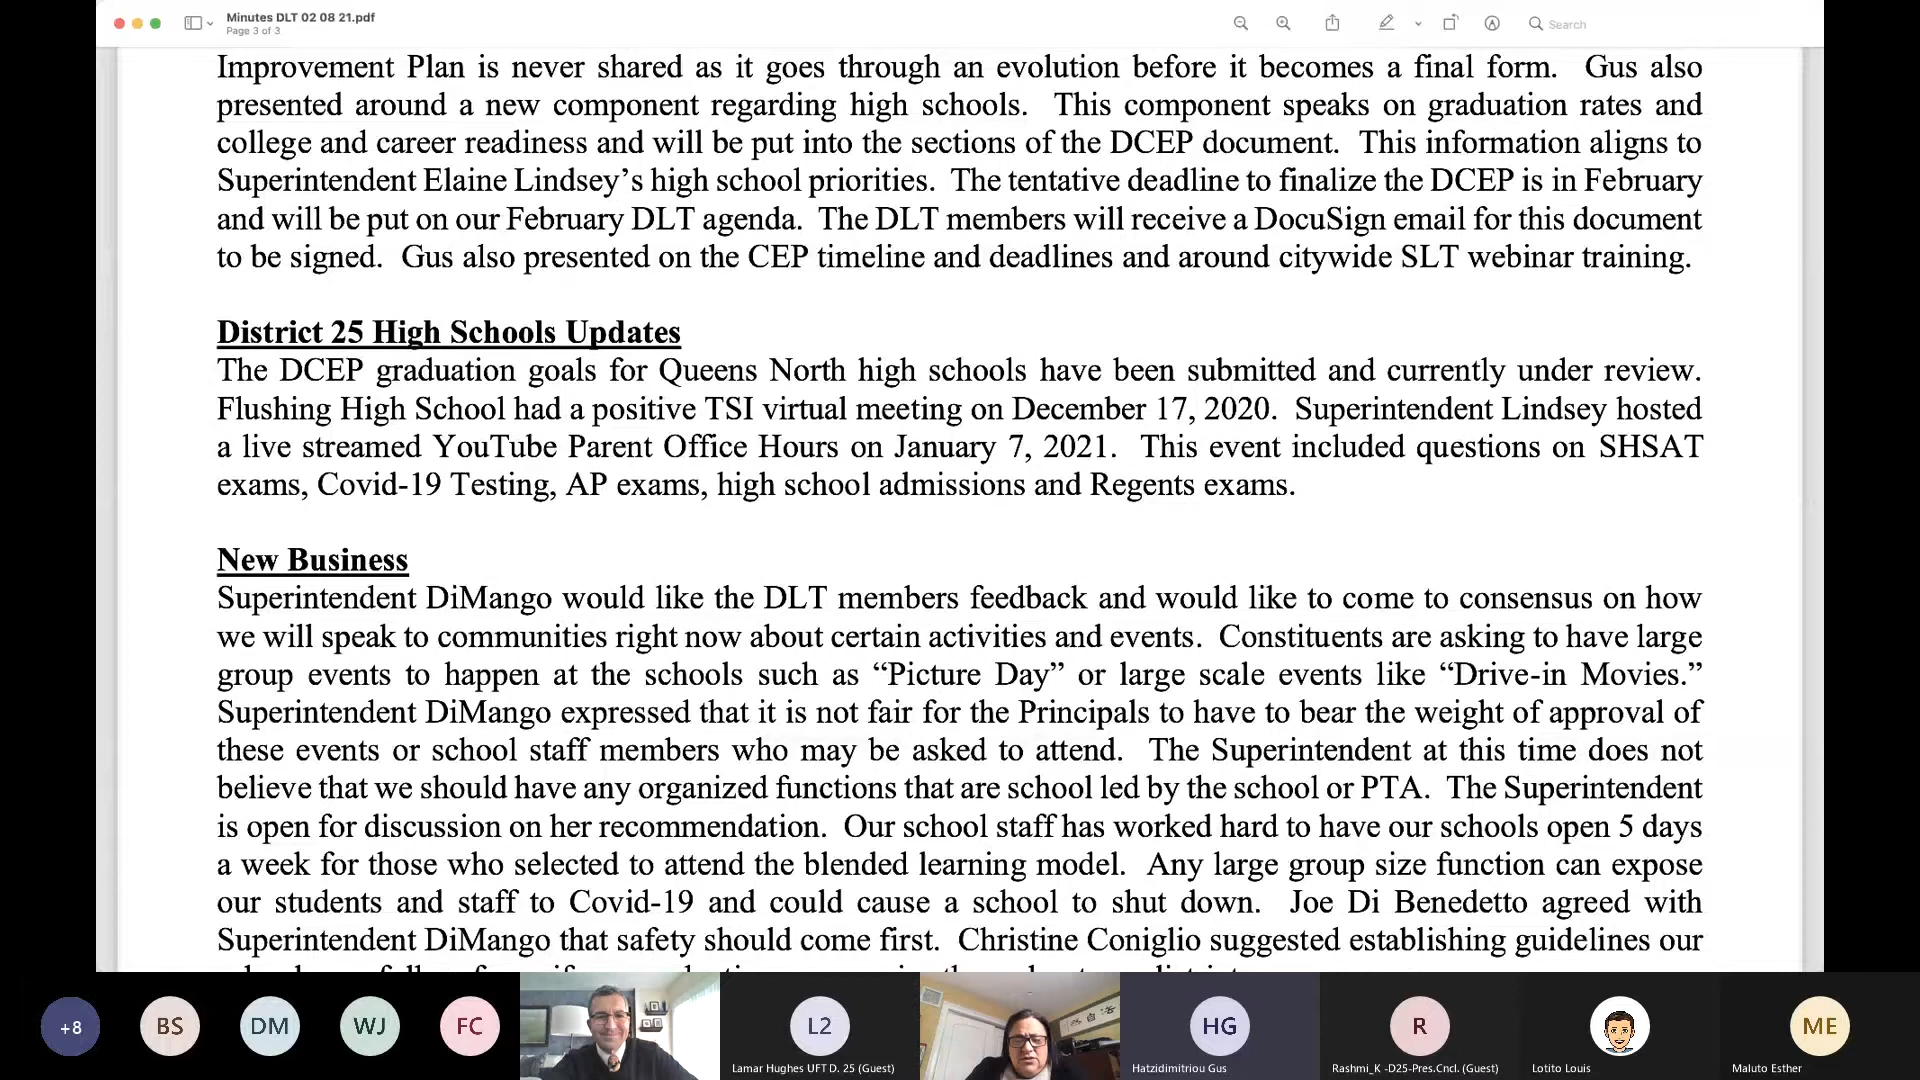 Minutes DLT 02 08 21.pdf
Page 3 of 3
Search
Improvement Plan is never shared as it goes through an evolution before it becomes a final form. Gus also
presented around a new component regarding high schools. This component speaks on graduation rates and
college and career readiness and will be put into the sections of the DCEP document. This information aligns to
Superintendent Elaine Lindsey’s high school priorities. The tentative deadline to finalize the DCEP is in February
and will be put on our February DLT agenda. The DLT members will receive a DocuSign email for this document
to be signed. Gus also presented on the CEP timeline and deadlines and around citywide SLT webinar training.
District 25 High Schools Updates
The DCEP graduation goals for Queens North high schools have been submitted and currently under review.
Flushing High School had a positive TSI virtual meeting on December 17, 2020. Superintendent Lindsey hosted
a live streamed YouTube Parent Office Hours on January 7, 2021. This event included questions on SHSAT
exams, Covid-19 Testing, AP exams, high school admissions and Regents exams.
New Business
Superintendent DiMango would like the DLT members feedback and would like to come to consensus on how
we will speak to communities right now about certain activities and events. Constituents are asking to have large
group events to happen at the schools such as “Picture Day” or large scale events like “Drive-in Movies.”
Superintendent DiMango expressed that it is not fair for the Principals to have to bear the weight of approval of
these events or school staff members who may be asked to attend. The Superintendent at this time does not
believe that we should have any organized functions that are school led by the school or PTA. The Superintendent
is open for discussion on her recommendation. Our school staff has worked hard to have our schools open 5 days
a week for those who selected to attend the blended learning model. Any large group size function can expose
our students and staff to Covid-19 and could cause a school to shut down. Joe Di Benedetto agreed with
Superintendent DiMango that safety should come first. Christine Coniglio suggested establishing guidelines our
+8
BS
DM
WJ
FC
L2
Lamar Hughes UFT D. 25 (Guest)
HG
Hatzidimitriou Gus
R
Rashmi_K -D25-Pres.Cncl. (Guest)
Lotito Louis
ME
Maluto Esther